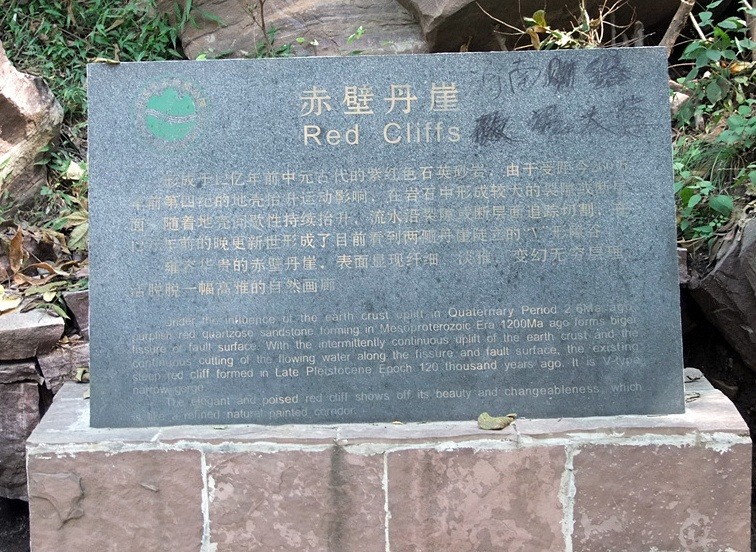 赤壁丹崖
Red Cliffs
形成于12亿年前中元古代的紫红色石英砂岩，由于受距今260万
年前第四纪的地壳抬升运动影响，在岩石中形成较大的裂隙或断层
面，随着地壳间歇性持续抬升，流水沿裂隙或断层面追踪切割，在
万年前的晚更新世形成了目前看到两侧丹崖陡立的“V”形峡谷
雍容华贵的赤壁丹崖，表面显现纤细、淡雅、变幻无穷
活脱脱一幅高雅的自然画廊
Under the influence of the earth crust uplift in Quaternary Period 2.6Ma ago,
purplish red quartzose sandstone forming in Mesoproterozoic Era 1200Ma ago forms biger
fissure or fault surface. With the intermittently continuous uplift of the earth crust and the
continuous cutting of the flowing water along the fissure and fault surface, the existing
steep red cliff formed in Late Pleistocene Epoch 120 thousand years ago. It is V-type
narrow gorge.
The elegant and poised red cliff shows off its beauty and changeableness, which
is like a refined natural painted corridor.